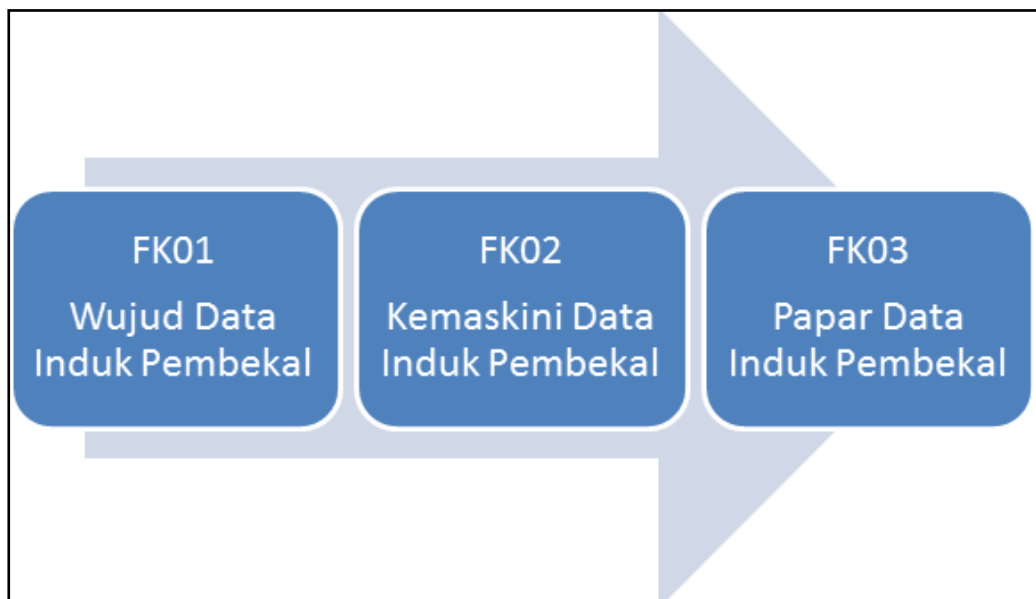 FK01
Wujud Data
Induk Pembekal
FK02
Kemaskini Data
Induk Pembekal
FK03
Papar Data
Induk Pembekal